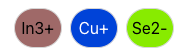 In3+ Cu+ Se2-